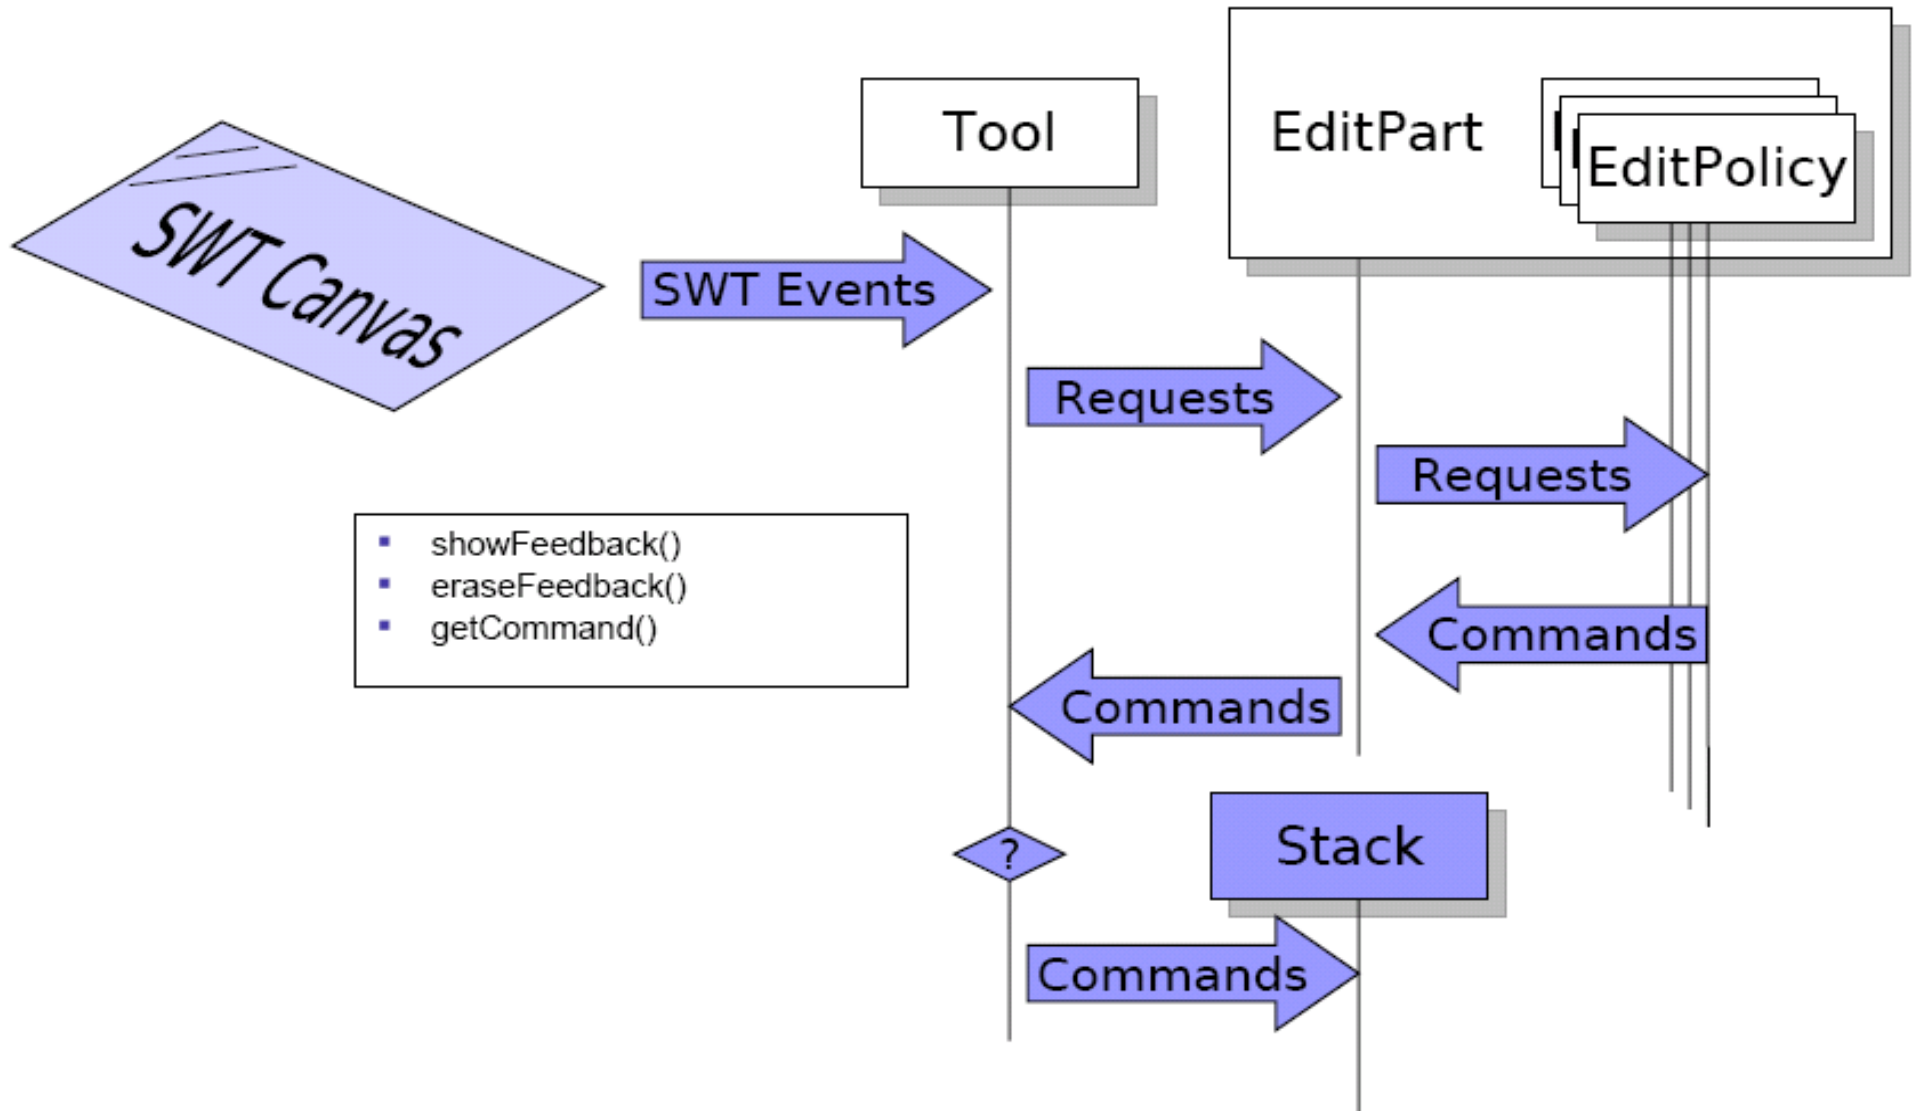 Tool
EditPart
EditPolicy
SWT Canvas
SWT Events
Requests
Requests
showFeedback()
eraseFeedback()
getCommand()
Commands
Commands
Stack
?
Commands